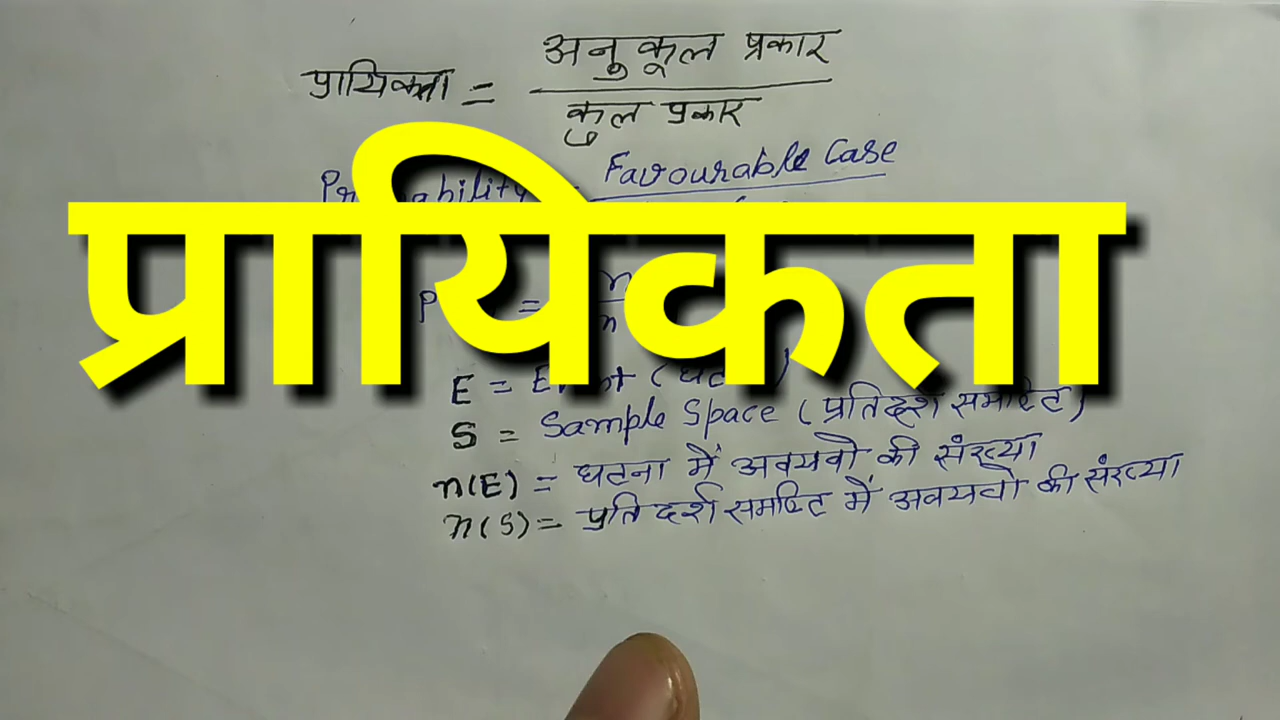 प्रायिकता = अनुकूल प्रकार
कुल प्रकार
Favourable Case
प्रायिकता
E = (
S = Sample Space (प्रतिदर्श समष्टि)
n(E) = घटना में अवयवो की संख्या
n(S) = प्रतिदर्श समष्टि में अवयवो की संख्या